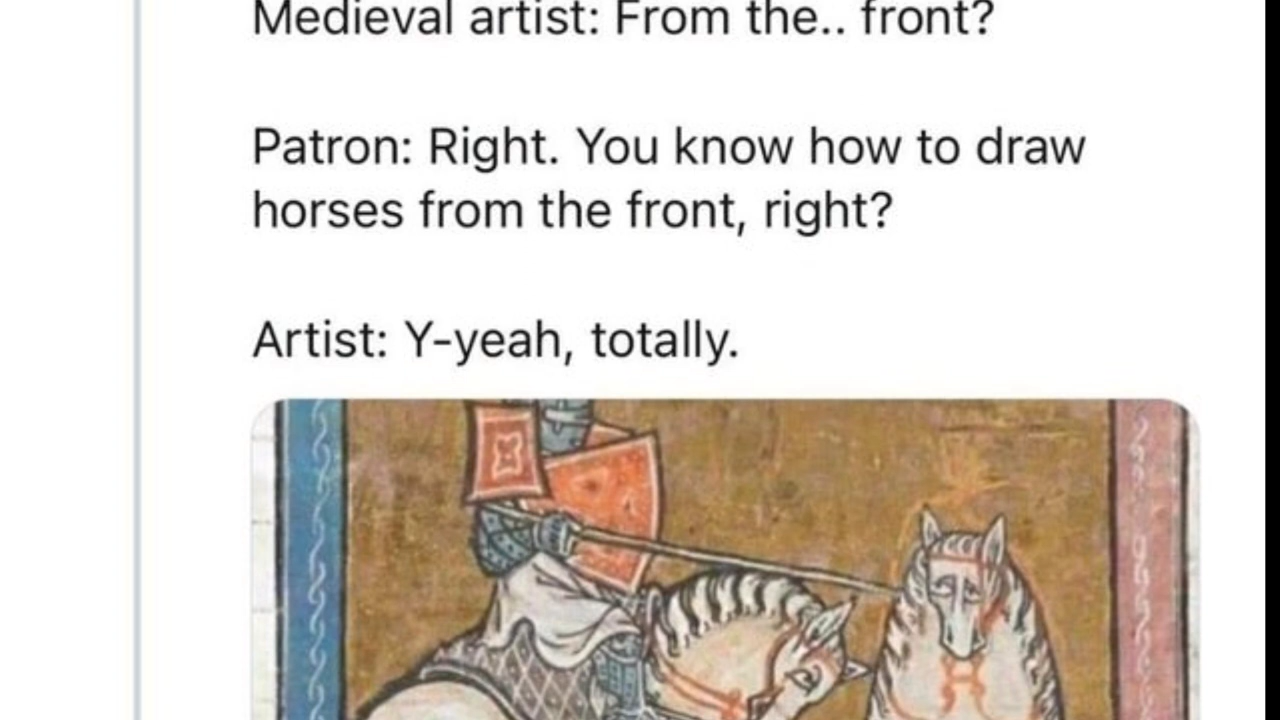 Medieval artist: From the.. front?
Patron: Right. You know how to draw
horses from the front, right?
Artist: Y-yeah, totally.